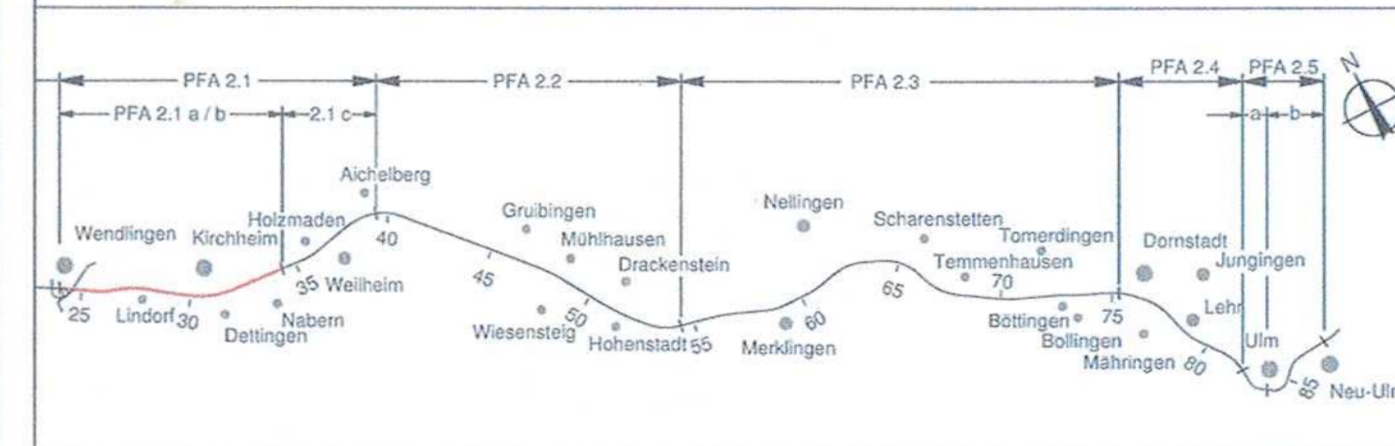 PFA 2.1
PFA 2.2
PFA 2.3
PFA 2.4
PFA 2.5
N
PFA 2.1 a / b
2.1 c
a
b
Aichelberg
Wendlingen
Kirchheim
Holzmaden
40
Gruibingen
Mühlhausen
Drackenstein
Nellingen
Scharenstetten
Tomerdingen
Temmenhausen
Dornstadt
Jungingen
25
Lindorf
30
Dettingen
Nabern
35
Weilheim
45
Wiesensteig
50
Hohenstadt
55
Merklingen
60
65
70
Böttingen
Bollingen
75
Mähringen
Lehr
80
Ulm
85
Neu-Ul